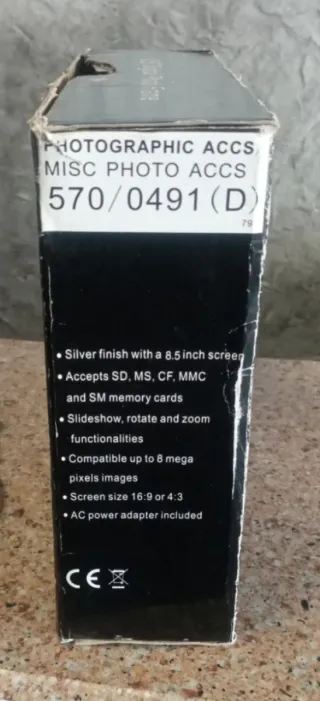 PHOTOGRAPHIC ACCS
MISC PHOTO ACCS
570/0491(D)
79
• Silver finish with a 8.5 inch screen
• Accepts SD, MS, CF, MMC
and SM memory cards
• Slideshow, rotate and zoom
functionalities
• Compatible up to 8 mega
pixels images
• Screen size 16:9 or 4:3
• AC power adapter included
CE